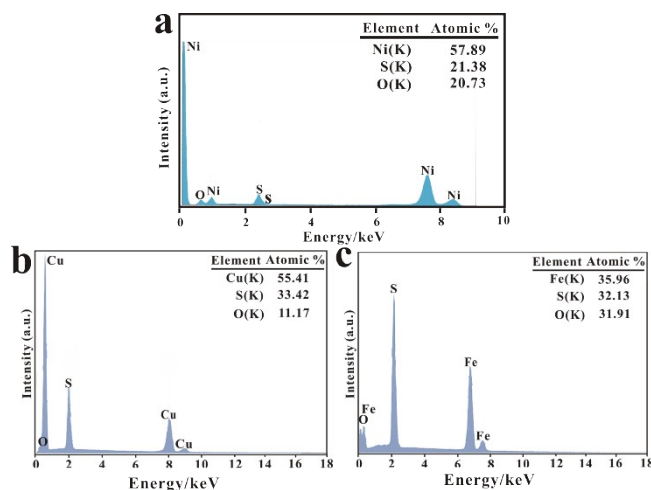 a
Element Atomic %
Ni(K) 57.89
S(K) 21.38
O(K) 20.73
Ni
O Ni S S Ni Ni
Intensity (a.u.)
0 2 4 6 8 10
Energy/keV
b
Element Atomic %
Cu(K) 55.41
S(K) 33.42
O(K) 11.17
Cu
S
Cu
Cu
O
Intensity (a.u.)
0 2 4 6 8 10 12 14 16 18
Energy/keV
c
Element Atomic %
Fe(K) 35.96
S(K) 32.13
O(K) 31.91
S
Fe
Fe
O
Fe
Intensity (a.u.)
0 2 4 6 8 10 12 14 16 18
Energy/keV